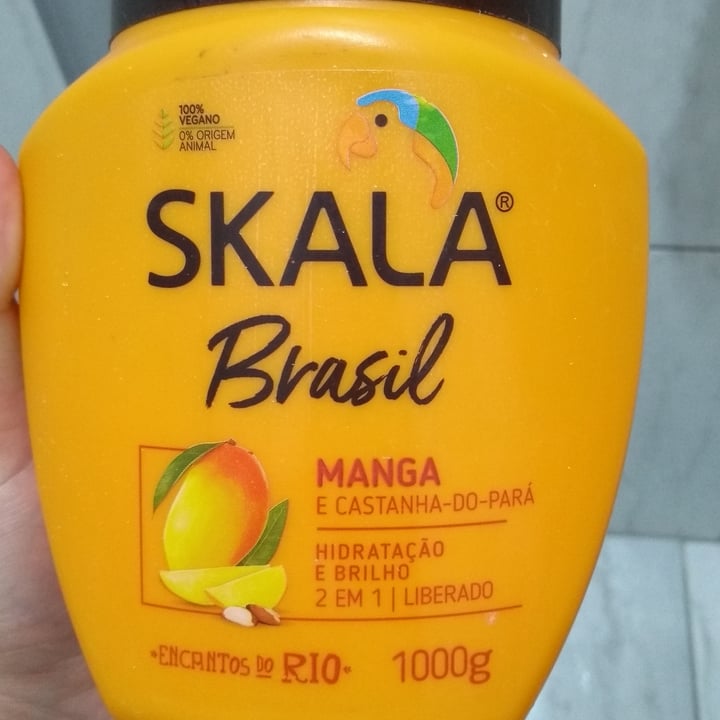 100%
VEGANO
0% ORIGEM
ANIMAL
SKALA®
Brasil
MANGA
E CASTANHA-DO-PARÁ
HIDRATAÇÃO
E BRILHO
2 EM 1 | LIBERADO
•ENCANTOS DO RIO•
1000g